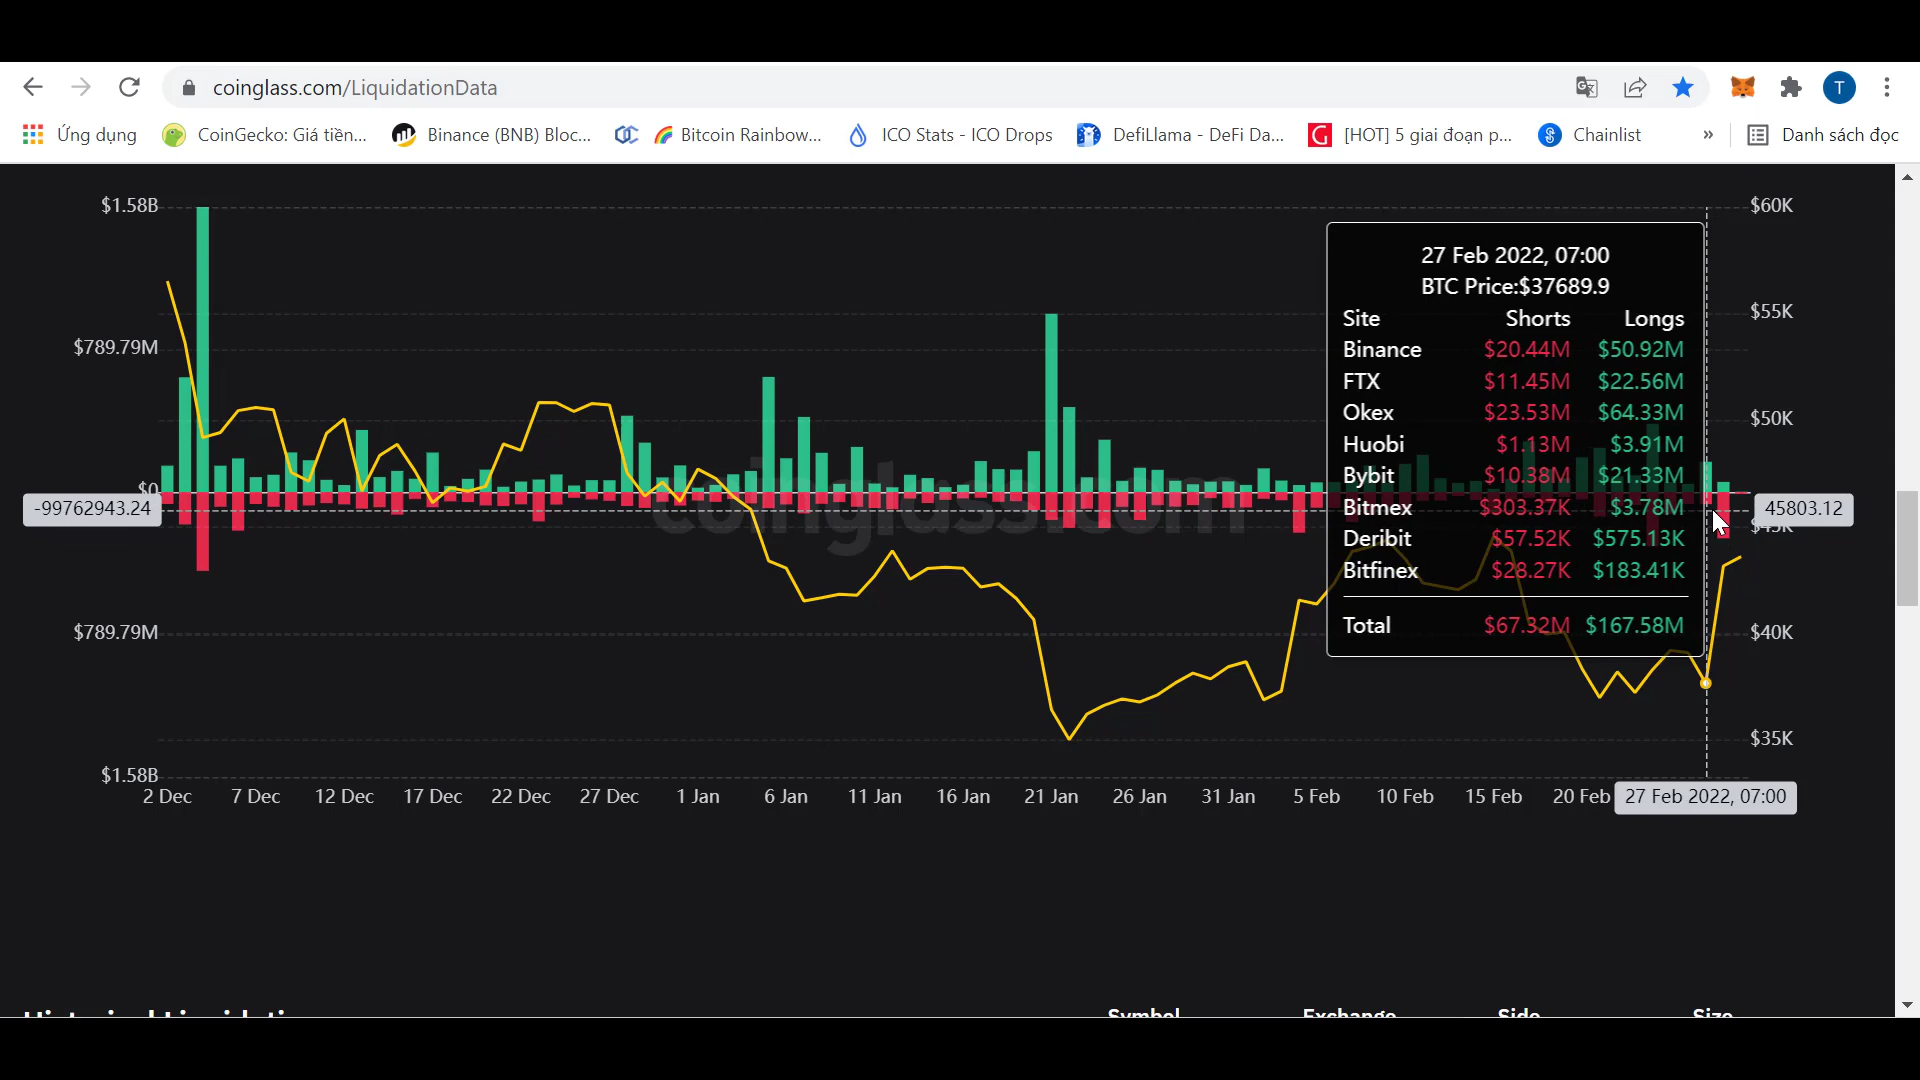 coinglass.com/LiquidationData
Ứng dụng
CoinGecko: Giá tiền...
Binance (BNB) Bloc...
Bitcoin Rainbow...
ICO Stats - ICO Drops
DefiLlama - DeFi Da...
[HOT] 5 giai đoạn p...
Chainlist
»
Danh sách đọc
T
G
$1.58B
$789.79M
$0
-99762943.24
$789.79M
$1.58B
$60K
$55K
$50K
$45K
45803.12
$40K
$35K
coinglass.com
27 Feb 2022, 07:00
BTC Price:$37689.9
Site Shorts Longs
Binance $20.44M $50.92M
FTX $11.45M $22.56M
Okex $23.53M $64.33M
Huobi $1.13M $3.91M
Bybit $10.38M $21.33M
Bitmex $303.37K $3.78M
Deribit $57.52K $575.13K
Bitfinex $28.27K $183.41K
Total $67.32M $167.58M
2 Dec 7 Dec 12 Dec 17 Dec 22 Dec 27 Dec 1 Jan 6 Jan 11 Jan 16 Jan 21 Jan 26 Jan 31 Jan 5 Feb 10 Feb 15 Feb 20 Feb 27 Feb 2022, 07:00
Symbol Exchange Side Size